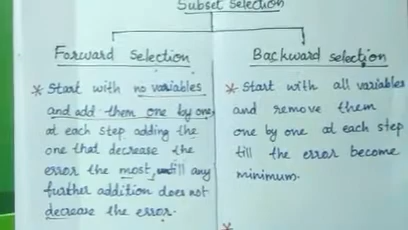 Subset selection
Forward Selection
* Start with no variables
and add them one by one,
at each step adding the
one that decrease the
error the most, untill any
further addition does not
decrease the error.
Backward selection
* Start with all variables
and remove them
one by one at each step
till the error become
minimum.
*